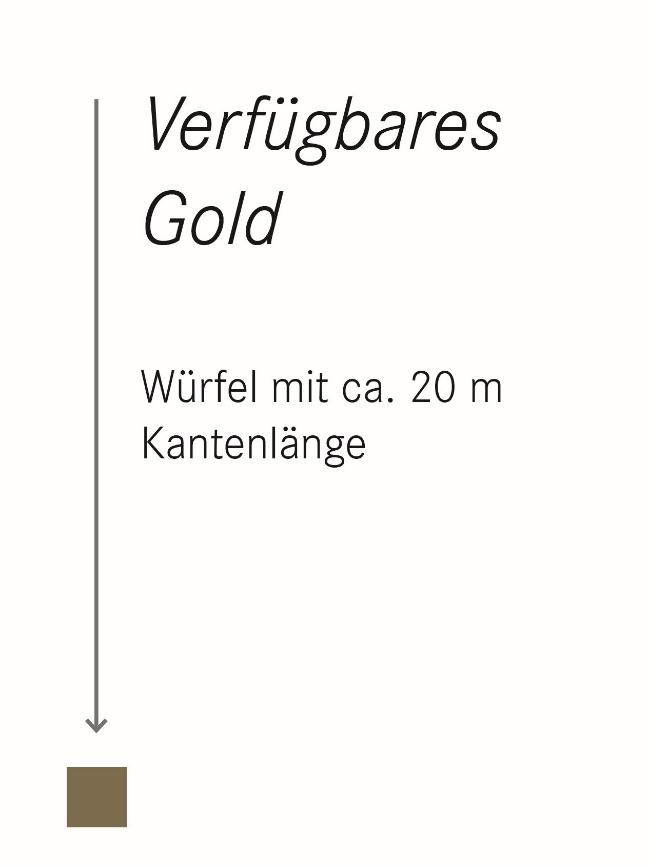 Verfügbares
Gold
Würfel mit ca. 20 m
Kantenlänge